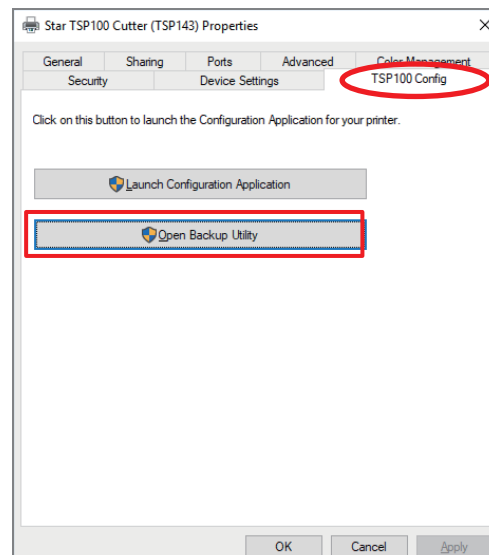 Star TSP100 Cutter (TSP143) Properties
General Sharing Ports Advanced Color Management
Security Device Settings TSP100 Config
Click on this button to launch the Configuration Application for your printer.
Launch Configuration Application
Open Backup Utility
OK Cancel Apply